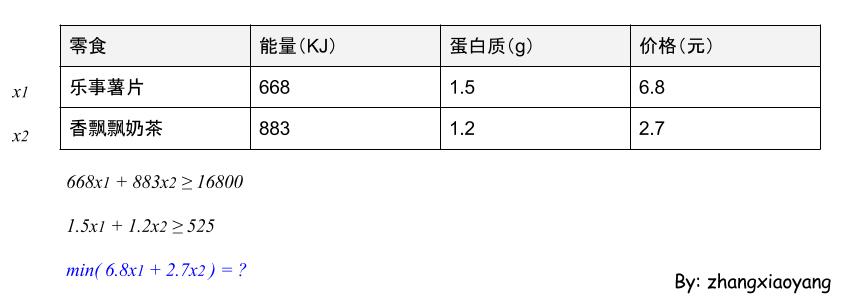 零食 能量（KJ） 蛋白质（g） 价格（元）
x1 乐事薯片 668 1.5 6.8
x2 香飘飘奶茶 883 1.2 2.7
668x1 + 883x2 ≥ 16800
1.5x1 + 1.2x2 ≥ 525
min( 6.8x1 + 2.7x2 ) = ?
By: zhangxiaoyang